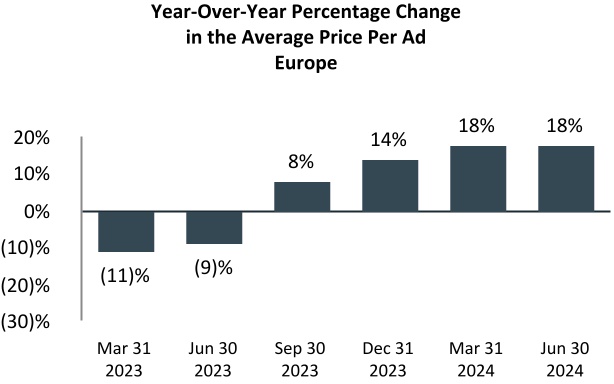 Year-Over-Year Percentage Change
in the Average Price Per Ad
Europe
20%
10%
0%
(10)%
(20)%
(30)%
(11)%
(9)%
8%
14%
18%
18%
Mar 31 2023
Jun 30 2023
Sep 30 2023
Dec 31 2023
Mar 31 2024
Jun 30 2024